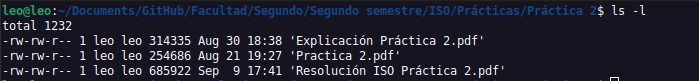 leo@leo:~/Documents/GitHub/Facultad/Segundo/Segundo semestre/ISO/Prácticas/Práctica 2$ ls -l
total 1232
-rw-rw-r-- 1 leo leo 314335 Aug 30 18:38 'Explicación Práctica 2.pdf'
-rw-rw-r-- 1 leo leo 254686 Aug 21 19:27 'Practica 2.pdf'
-rw-rw-r-- 1 leo leo 685922 Sep  9 17:41 'Resolución ISO Práctica 2.pdf'